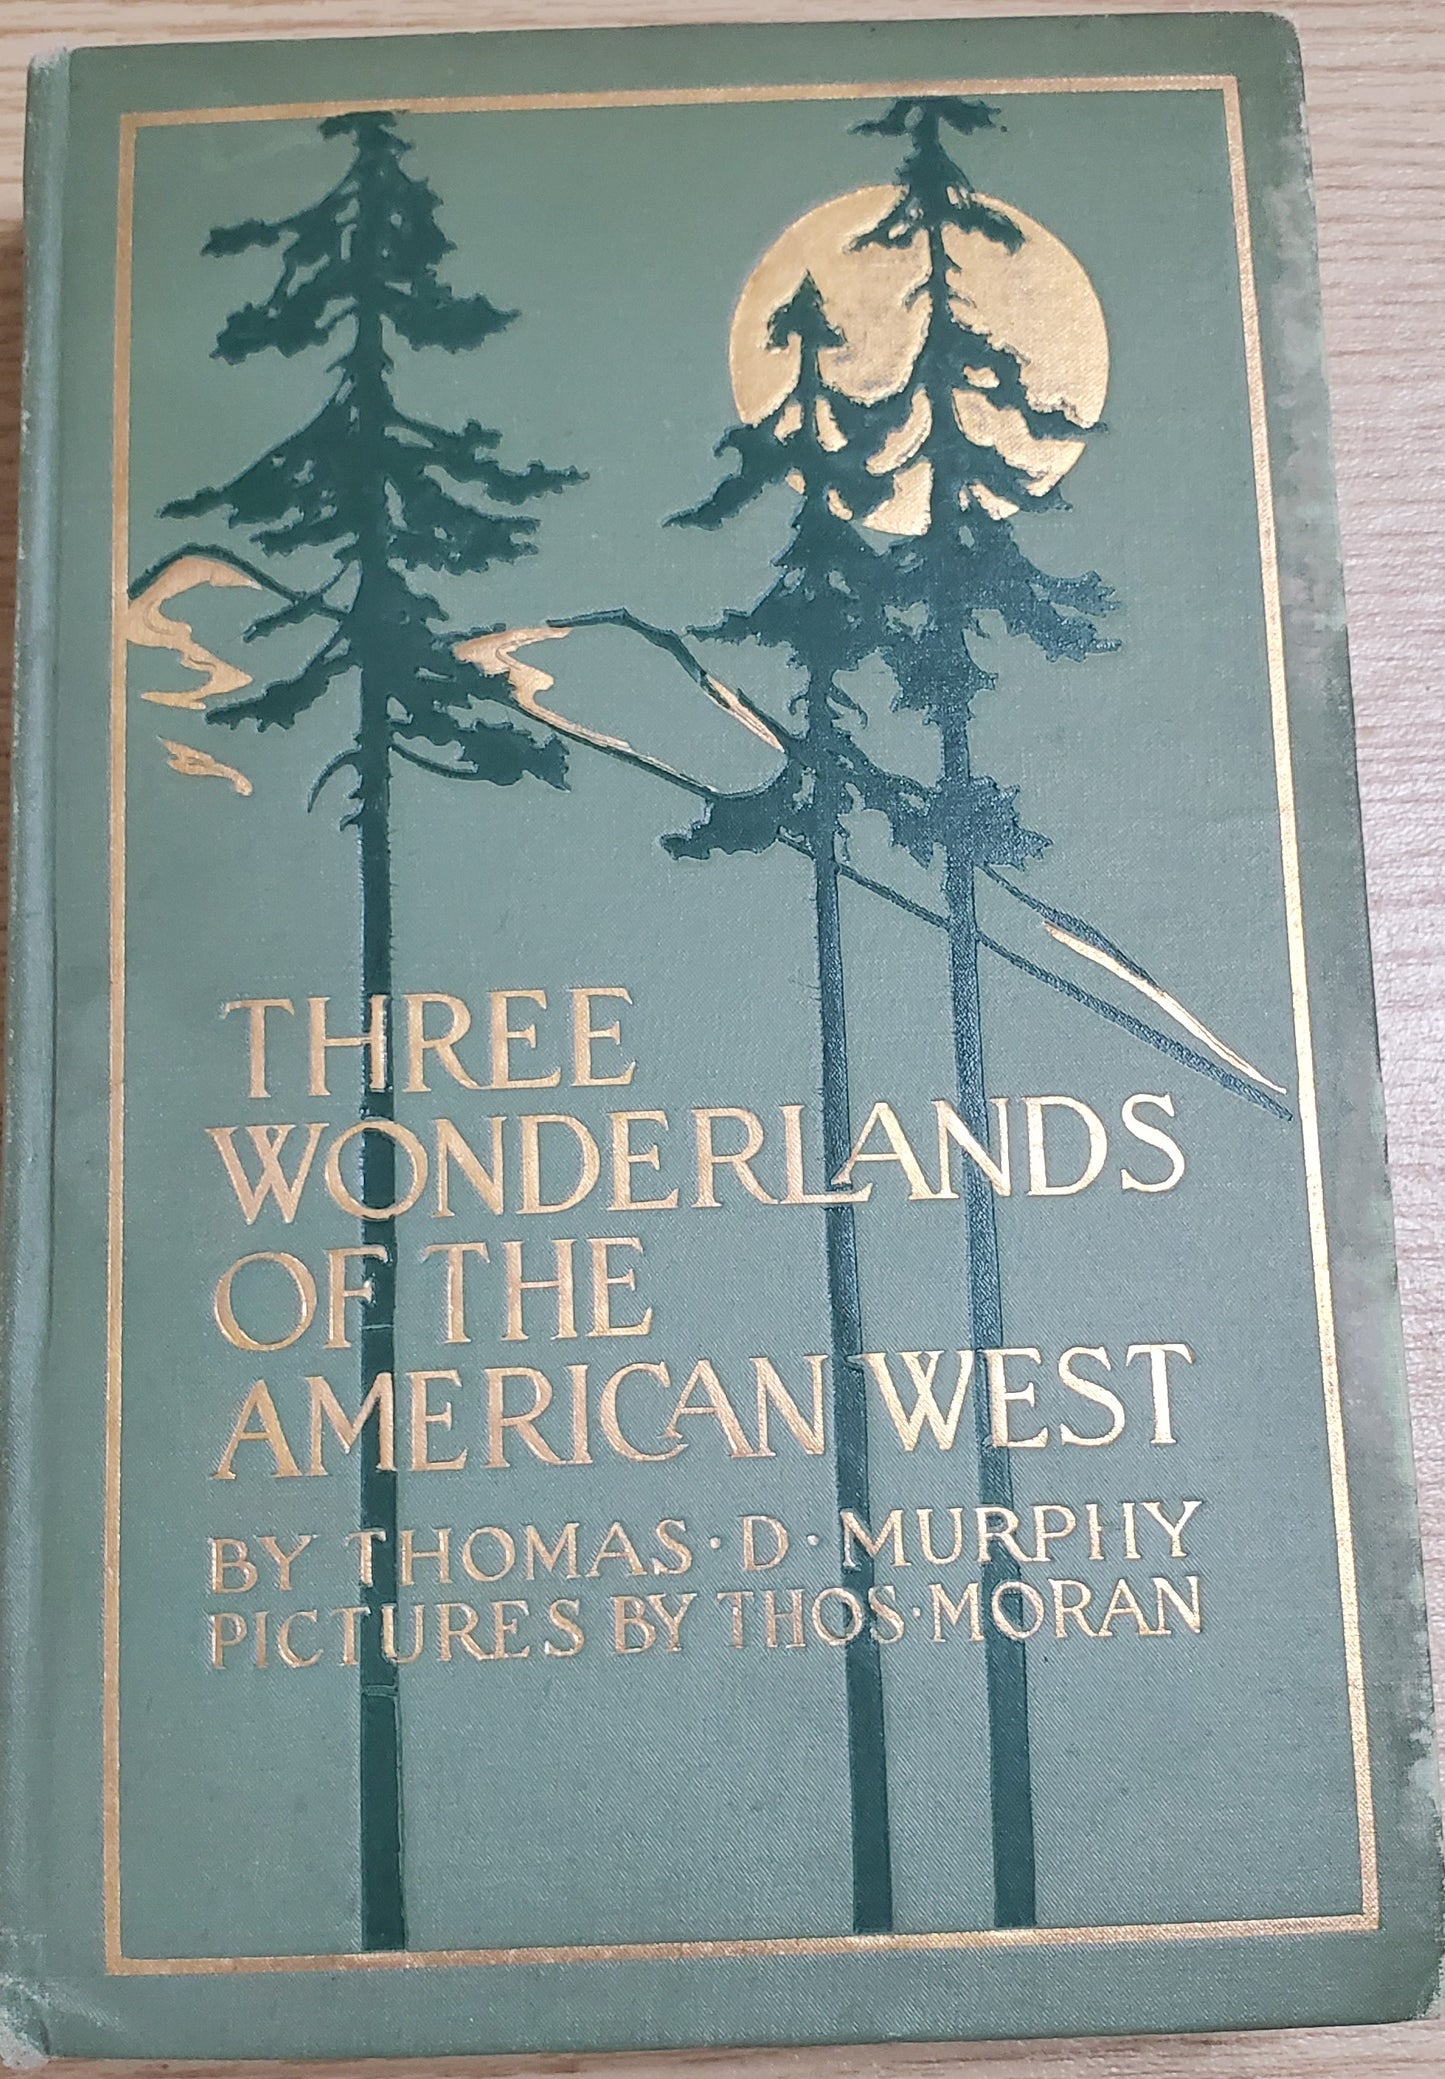 THREE
WONDERLANDS
OF THE
AMERICAN WEST
BY THOMAS · D · MURPHY
PICTURES BY THOS · MORAN